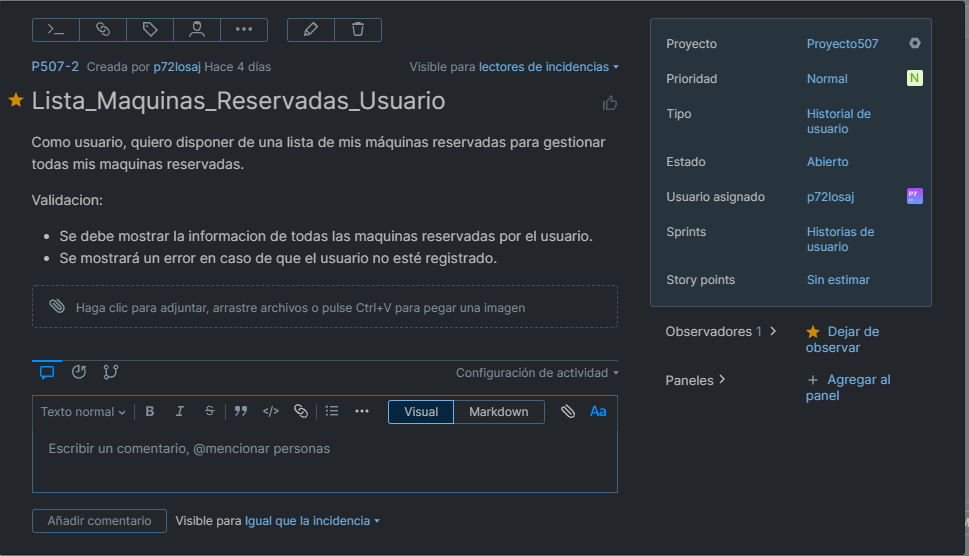 P507-2 Creada por p72losaj Hace 4 días
Visible para lectores de incidencias
Lista_Maquinas_Reservadas_Usuario
Como usuario, quiero disponer de una lista de mis máquinas reservadas para gestionar
todas mis maquinas reservadas.
Validacion:
• Se debe mostrar la informacion de todas las maquinas reservadas por el usuario.
• Se mostrará un error en caso de que el usuario no esté registrado.
Haga clic para adjuntar, arrastre archivos o pulse Ctrl+V para pegar una imagen
Configuración de actividad
Texto normal B I S Visual Markdown Aa
Escribir un comentario, @mencionar personas
Añadir comentario Visible para Igual que la incidencia
Proyecto Proyecto507
Prioridad Normal N
Tipo Historial de
usuario
Estado Abierto
Usuario asignado p72losaj P7
Sprints Historias de
usuario
Story points Sin estimar
Observadores 1 Dejar de
observar
Paneles Agregar al
panel